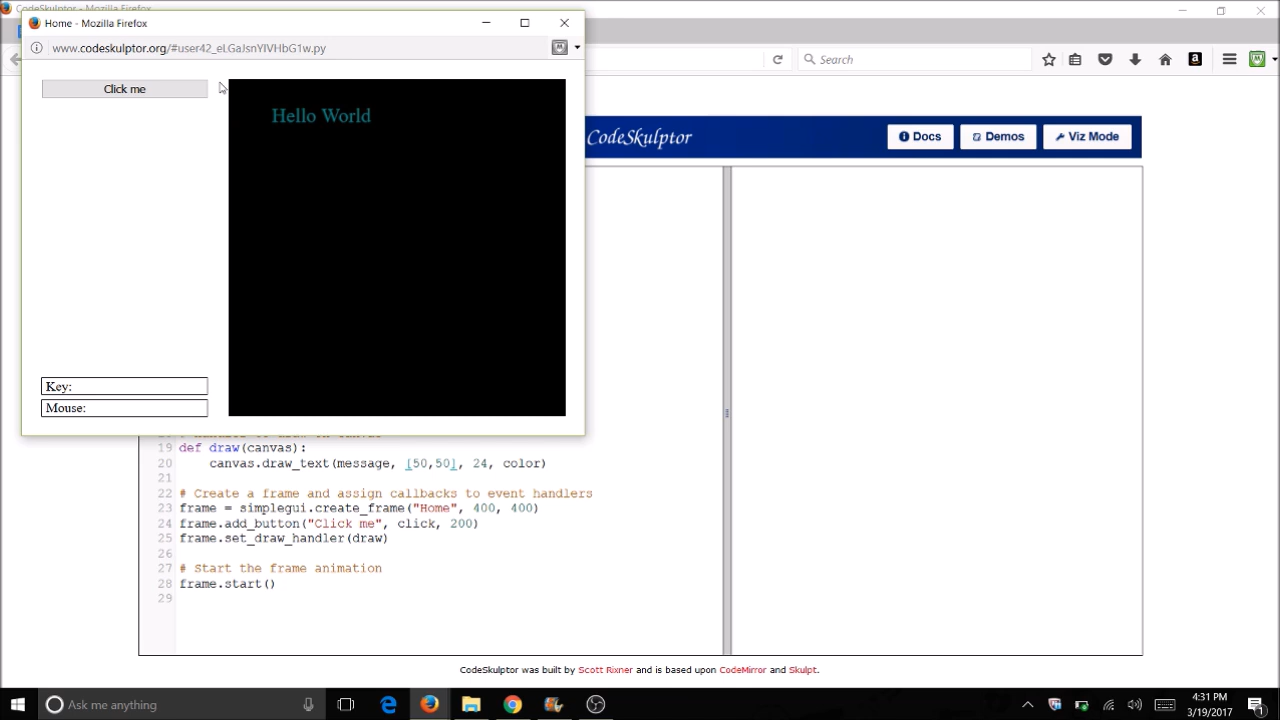 CodeSkulptor - Mozilla Firefox
Home - Mozilla Firefox
www.codeskulptor.org/#user42_eLGaJsnYIVHbG1w.py
Search
Click me
Hello World
CodeSkulptor
Docs
Demos
Viz Mode
Key:
Mouse:
19 def draw(canvas):
20 canvas.draw_text(message, [50,50], 24, color)
21
22 # Create a frame and assign callbacks to event handlers
23 frame = simplegui.create_frame("Home", 400, 400)
24 frame.add_button("Click me", click, 200)
25 frame.set_draw_handler(draw)
26
27 # Start the frame animation
28 frame.start()
29
CodeSkulptor was built by Scott Rixner and is based upon CodeMirror and Skulpt.
Ask me anything
4:31 PM
3/19/2017